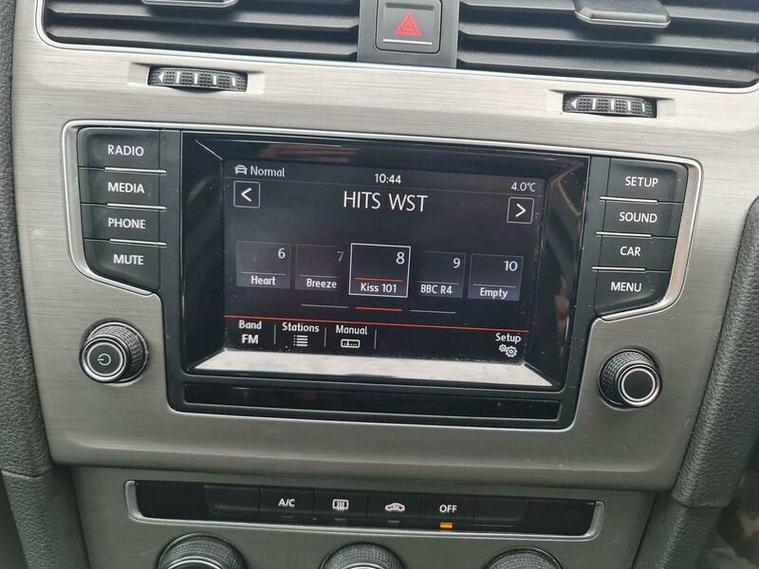 RADIO
MEDIA
PHONE
MUTE
Normal
10:44
4.0°C
< HITS WST >
6 7 8 9 10
Heart Breeze Kiss 101 BBC R4 Empty
Band Stations Manual Setup
FM
SETUP
SOUND
CAR
MENU
A/C OFF